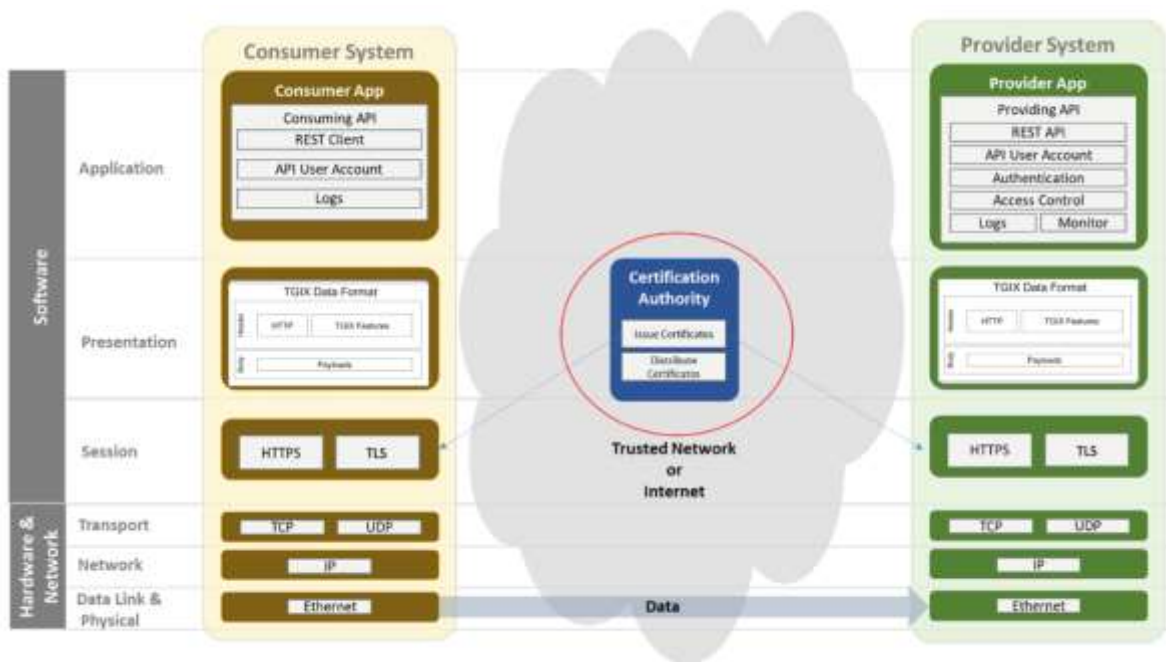 Consumer System
Provider System
Software
Hardware &
Network
Application
Presentation
Session
Transport
Network
Data Link &
Physical
Consumer App
Consuming API
REST Client
API User Account
Logs
TGIX Data Format
Header
HTTP
TGIX Features
Body
Payloads
HTTPS
TLS
TCP
UDP
IP
Ethernet
Certification
Authority
Issue Certificates
Distribute
Certificates
Trusted Network
or
Internet
Data
Provider App
Providing API
REST API
API User Account
Authentication
Access Control
Logs
Monitor
TGIX Data Format
Header
HTTP
TGIX Features
Body
Payloads
HTTPS
TLS
TCP
UDP
IP
Ethernet